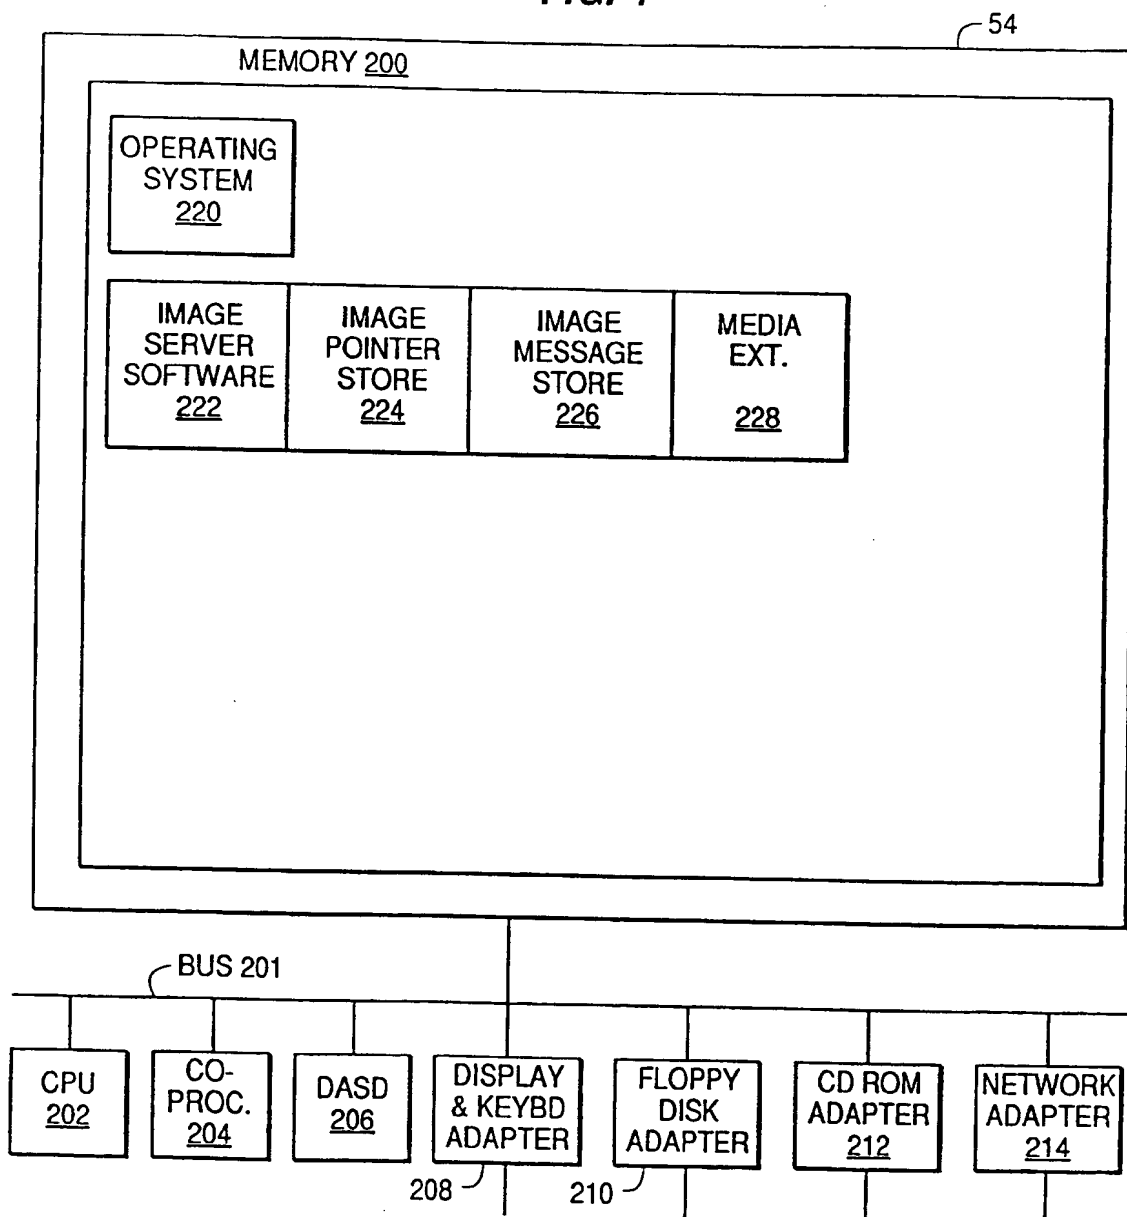 54
MEMORY 200
OPERATING
SYSTEM
220
IMAGE
SERVER
SOFTWARE
222
IMAGE
POINTER
STORE
224
IMAGE
MESSAGE
STORE
226
MEDIA
EXT.
228
BUS 201
CPU
202
CO-
PROC.
204
DASD
206
DISPLAY
& KEYBD
ADAPTER
208
FLOPPY
DISK
ADAPTER
210
CD ROM
ADAPTER
212
NETWORK
ADAPTER
214